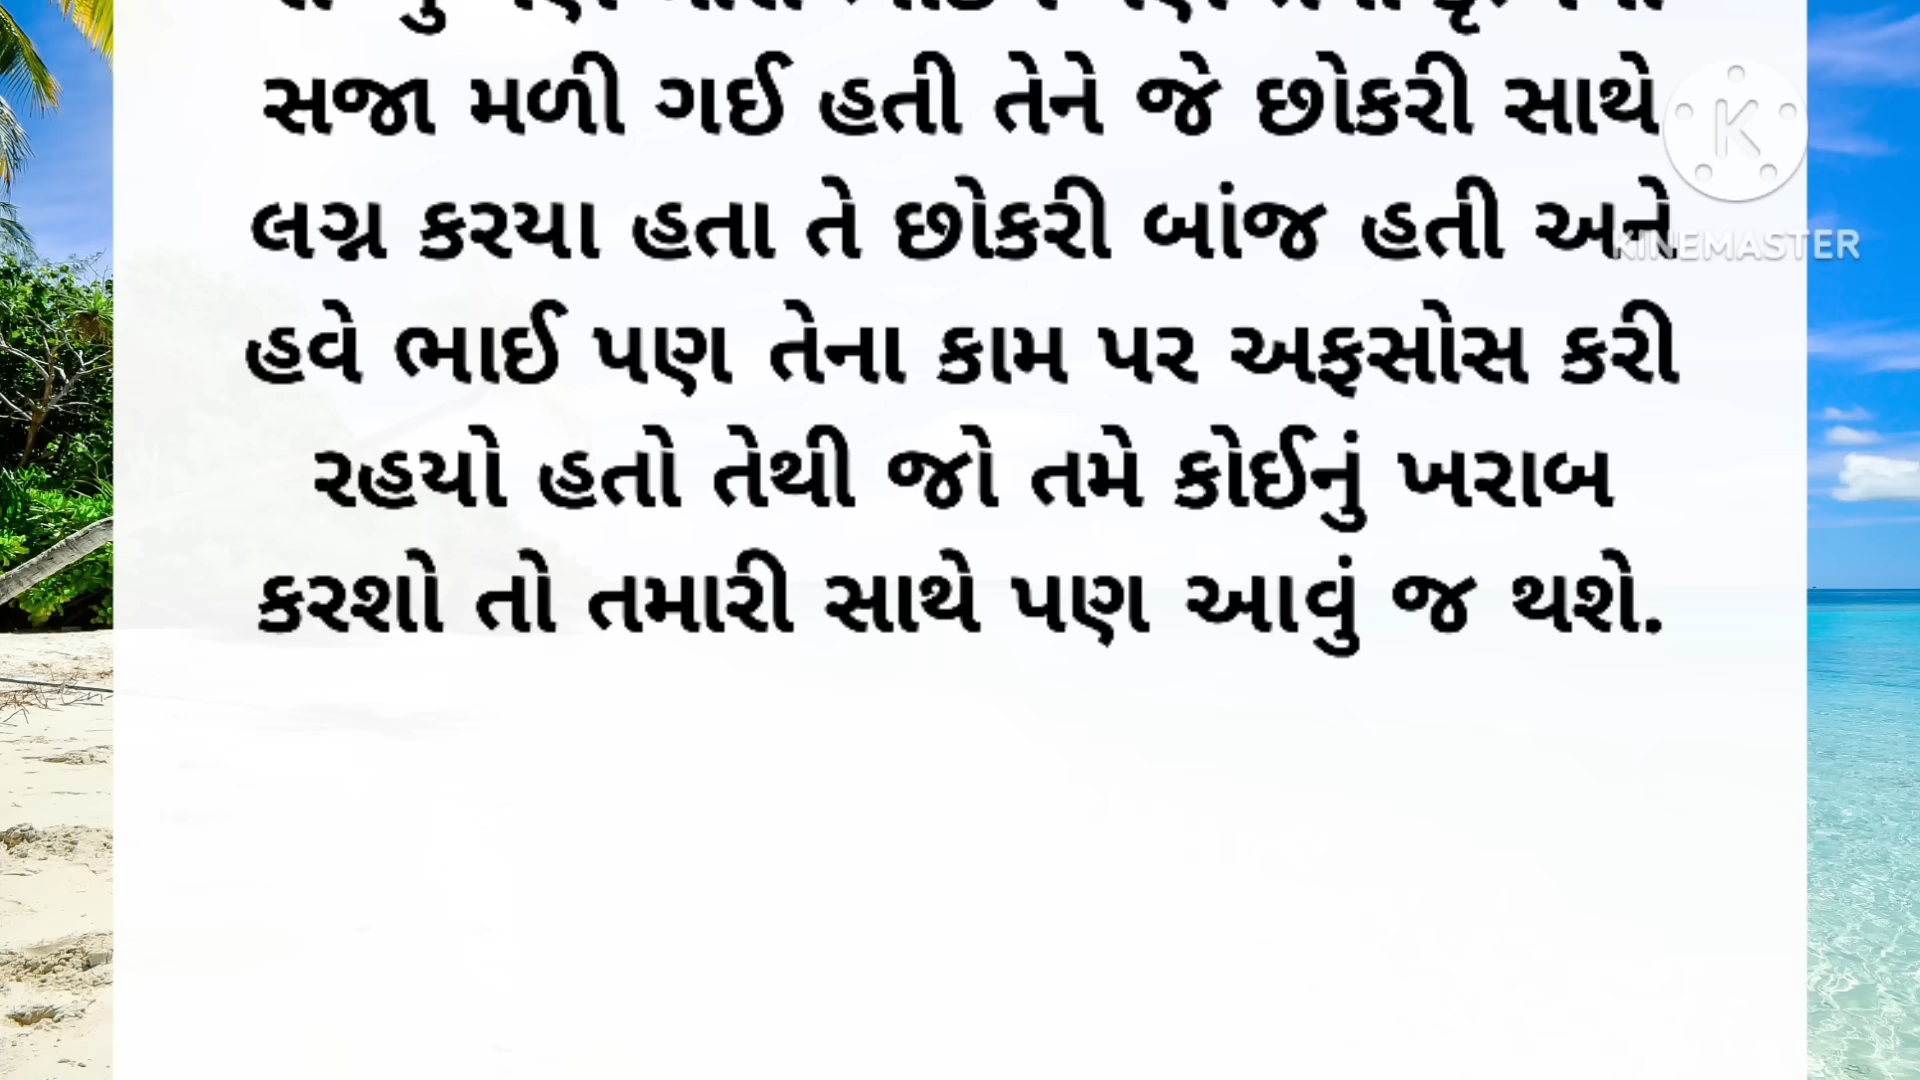 સજા મળી ગઈ હતી તેને જે છોકરી સાથે
લગ્ન કરયા હતા તે છોકરી બાંજ હતી અને
હવે ભાઈ પણ તેના કામ પર અફસોસ કરી
રહયો હતો તેથી જો તમે કોઈનું ખરાબ
કરશો તો તમારી સાથે પણ આવું જ થશે.
K
KINEMASTER